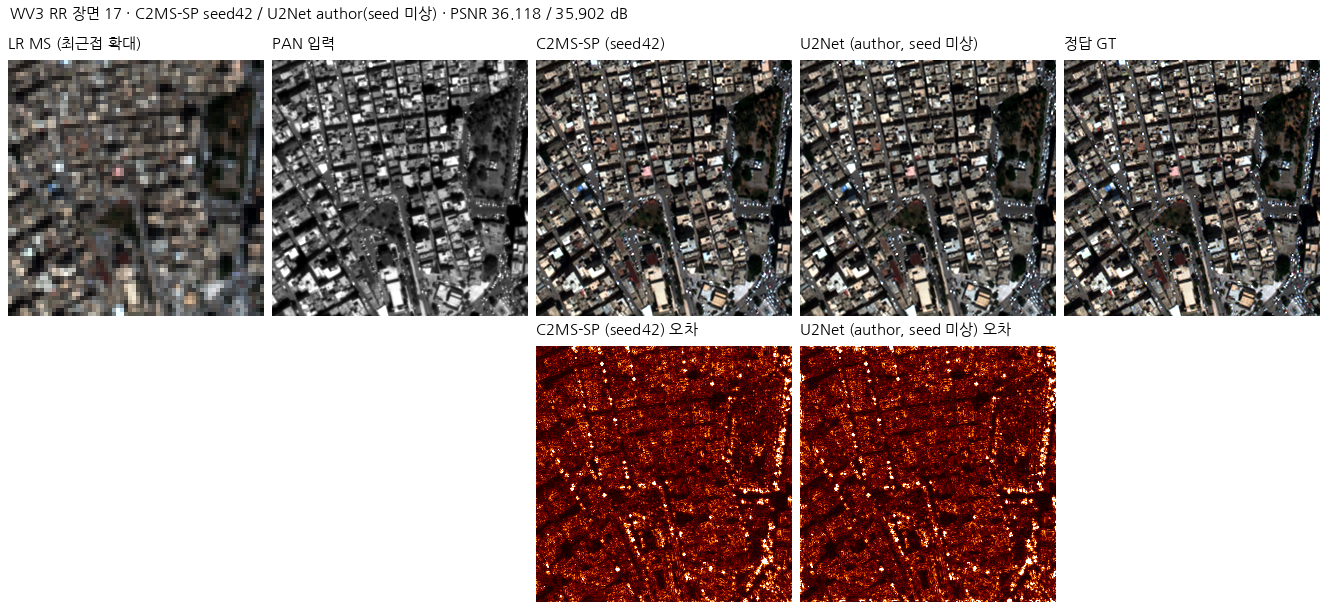 WV3 RR 장면 17 · C2MS-SP seed42 / U2Net author(seed 미상) · PSNR 36.118 / 35.902 dB
LR MS (최근접 확대)
PAN 입력
C2MS-SP (seed42)
U2Net (author, seed 미상)
정답 GT
C2MS-SP (seed42) 오차
U2Net (author, seed 미상) 오차